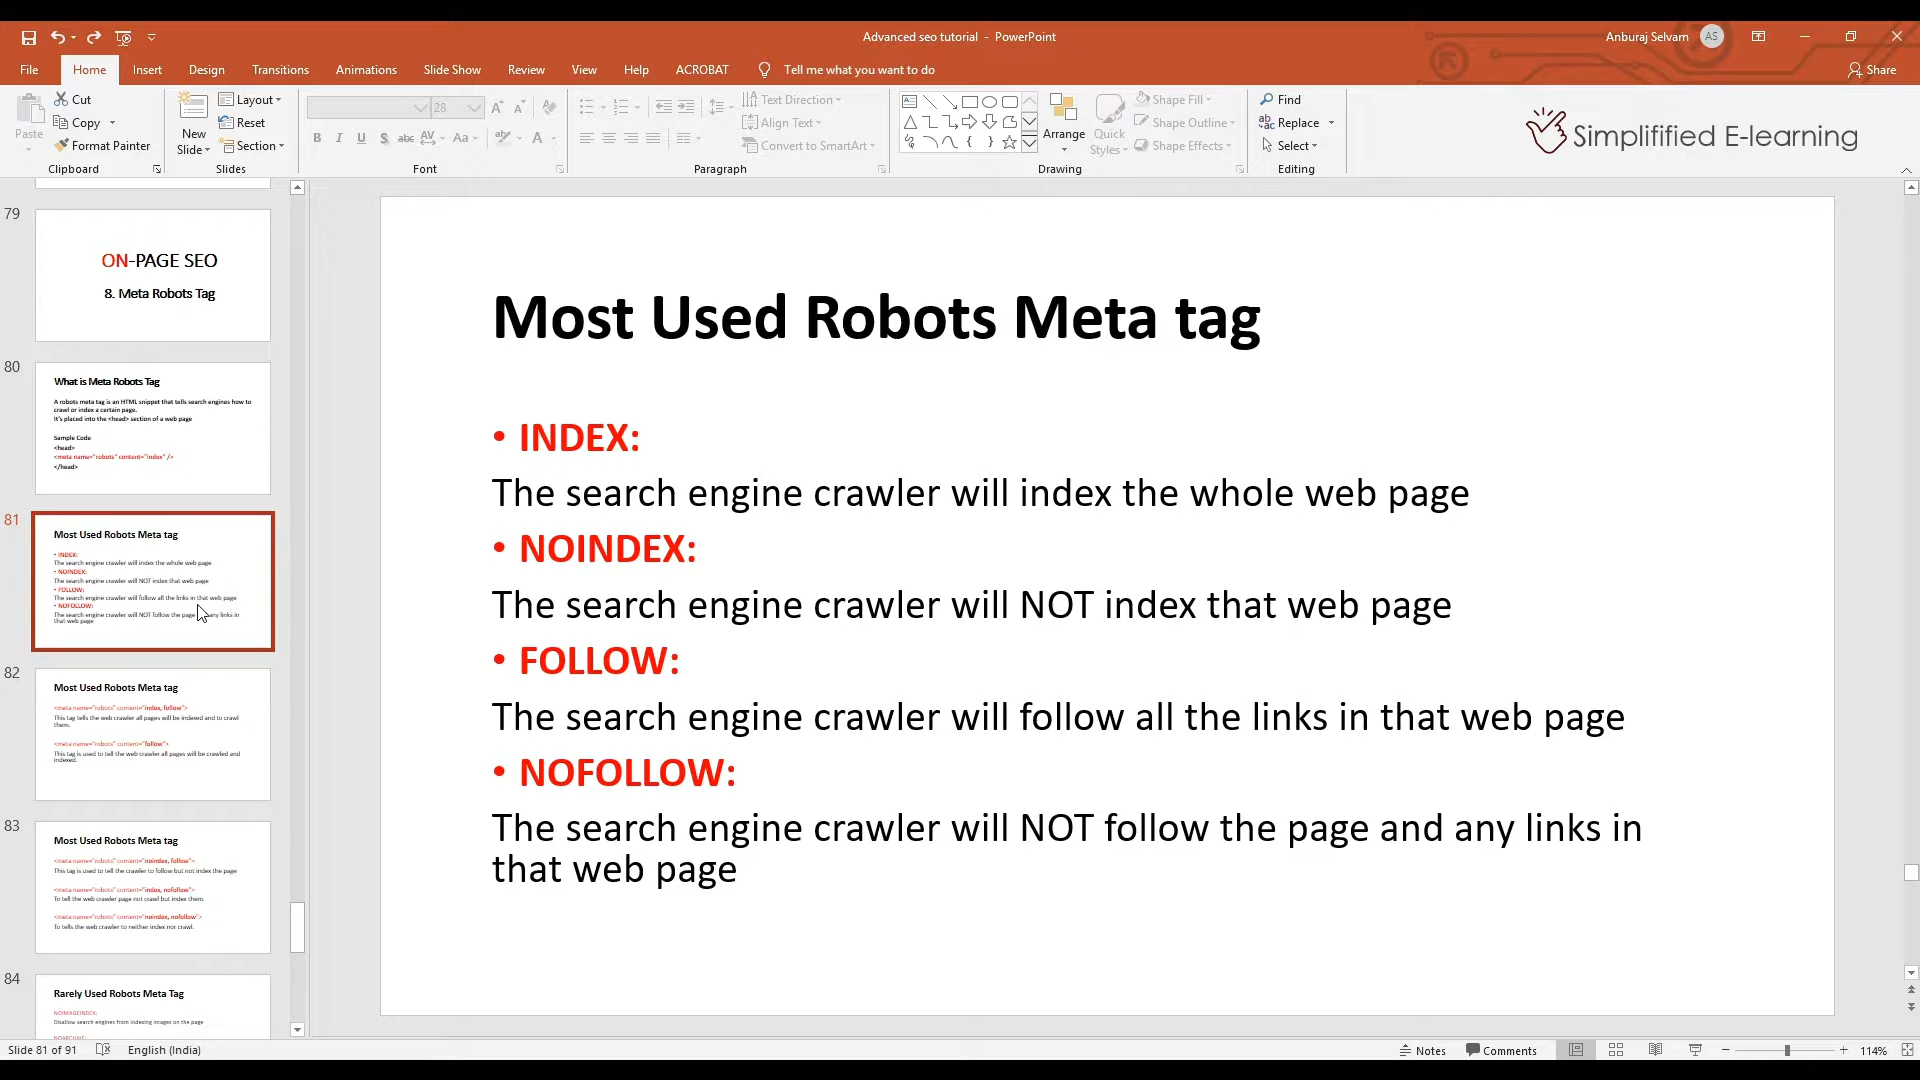 Advanced seo tutorial - PowerPoint
Anburaj Selvam
AS
File
Home
Insert
Design
Transitions
Animations
Slide Show
Review
View
Help
ACROBAT
Tell me what you want to do
Share
Paste
Cut
Copy
Format Painter
Clipboard
New
Slide
Layout
Reset
Section
Slides
28
Font
Text Direction
Align Text
Convert to SmartArt
Paragraph
Arrange
Quick
Styles
Shape Fill
Shape Outline
Shape Effects
Drawing
Find
Replace
Select
Editing
Simplifified E-learning
79
ON-PAGE SEO
8. Meta Robots Tag
80
What is Meta Robots Tag
A robots meta tag is an HTML snippet that tells search engines how to
crawl or index a certain page.
It's placed into the <head> section of a web page
Sample Code
<head>
<meta name="robots" content="index" />
</head>
81
Most Used Robots Meta tag
• INDEX:
The search engine crawler will index the whole web page
• NOINDEX:
The search engine crawler will NOT index that web page
• FOLLOW:
The search engine crawler will follow all the links in that web page
• NOFOLLOW:
The search engine crawler will NOT follow the page any links in
that web page
82
Most Used Robots Meta tag
<meta name="robots" content="index, follow">
This tag tells the web crawler all pages will be indexed and to crawl
them.
<meta name="robots" content="follow">
This tag is used to tell the web crawler all pages will be crawled and
indexed.
83
Most Used Robots Meta tag
<meta name="robots" content="noindex, follow">
This tag is used to tell the crawler to follow but not index the page
<meta name="robots" content="index, nofollow">
To tell the web crawler page not crawl but index them.
<meta name="robots" content="noindex, nofollow">
To tells the web crawler to neither index nor crawl.
84
Rarely Used Robots Meta Tag
NOIMAGEINDEX:
Disallow search engines from indexing images on the page
Most Used Robots Meta tag
• INDEX:
The search engine crawler will index the whole web page
• NOINDEX:
The search engine crawler will NOT index that web page
• FOLLOW:
The search engine crawler will follow all the links in that web page
• NOFOLLOW:
The search engine crawler will NOT follow the page and any links in
that web page
Slide 81 of 91
English (India)
Notes
Comments
114%